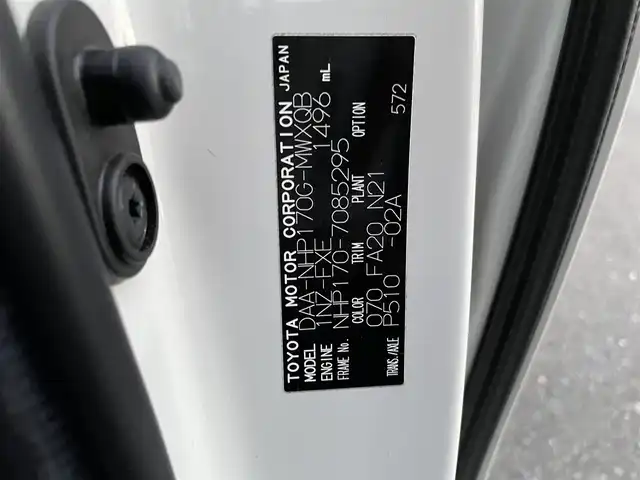 TOYOTA MOTOR CORPORATION JAPAN
MODEL DAA-NHP170G-MWXQB
ENGINE 1NZ-FXE 1496 mL
FRAME No. NHP170-7085295
COLOR TRIM PLANT OPTION
070 FA20 N21
TRANS./AXLE P510 -02A 572